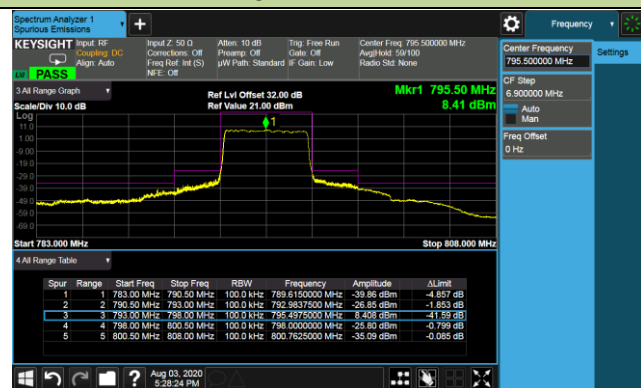 Spectrum Analyzer 1
Spurious Emissions
Frequency
KEYSIGHT
Input: RF
Coupling: DC
Align: Auto
Input Z: 50 Ω
Corrections: Off
Freq Ref: Int (S)
NFE: Off
Atten: 10 dB
Preamp: Off
µW Path: Standard
Trig: Free Run
Gate: Off
IF Gain: Low
Center Freq: 795.500000 MHz
Avg|Hold: 59/100
Radio Std: None
LXI PASS
Center Frequency
795.500000 MHz
Settings
CF Step
6.900000 MHz
Auto
Man
Freq Offset
0 Hz
3 All Range Graph
Scale/Div 10.0 dB
Ref Lvl Offset 32.00 dB
Ref Value 21.00 dBm
Mkr1 795.50 MHz
8.41 dBm
Log
11.0
1.00
-9.00
-19.0
-29.0
-39.0
-49.0
-59.0
-69.0
1
Start 783.000 MHz
Stop 808.000 MHz
4 All Range Table
Spur Range Start Freq Stop Freq RBW Frequency Amplitude ΔLimit
1 1 783.00 MHz 790.50 MHz 100.0 kHz 789.6150000 MHz -39.86 dBm -4.857 dB
2 2 790.50 MHz 793.00 MHz 100.0 kHz 792.9837500 MHz -26.85 dBm -1.853 dB
3 3 793.00 MHz 798.00 MHz 100.0 kHz 795.4975000 MHz 8.408 dBm -41.59 dB
4 4 798.00 MHz 800.50 MHz 100.0 kHz 798.0000000 MHz -25.80 dBm -0.799 dB
5 5 800.50 MHz 808.00 MHz 100.0 kHz 800.7625000 MHz -35.09 dBm -0.085 dB
Aug 03, 2020
5:28:24 PM